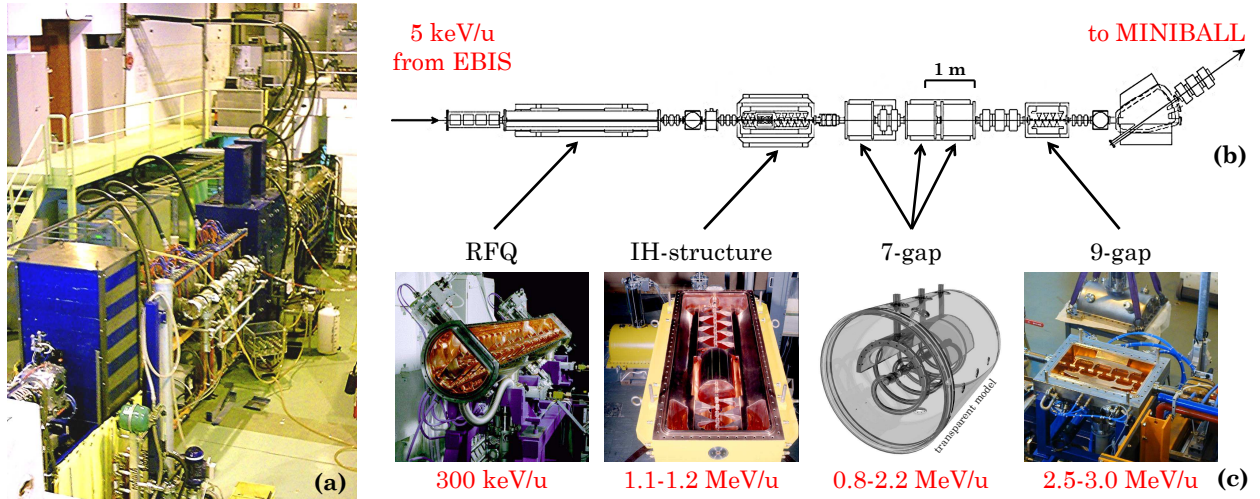 5 keV/u
from EBIS
to MINIBALL
1 m
(b)
RFQ
IH-structure
7-gap
9-gap
transparent model
300 keV/u
1.1-1.2 MeV/u
0.8-2.2 MeV/u
2.5-3.0 MeV/u
(a)
(c)